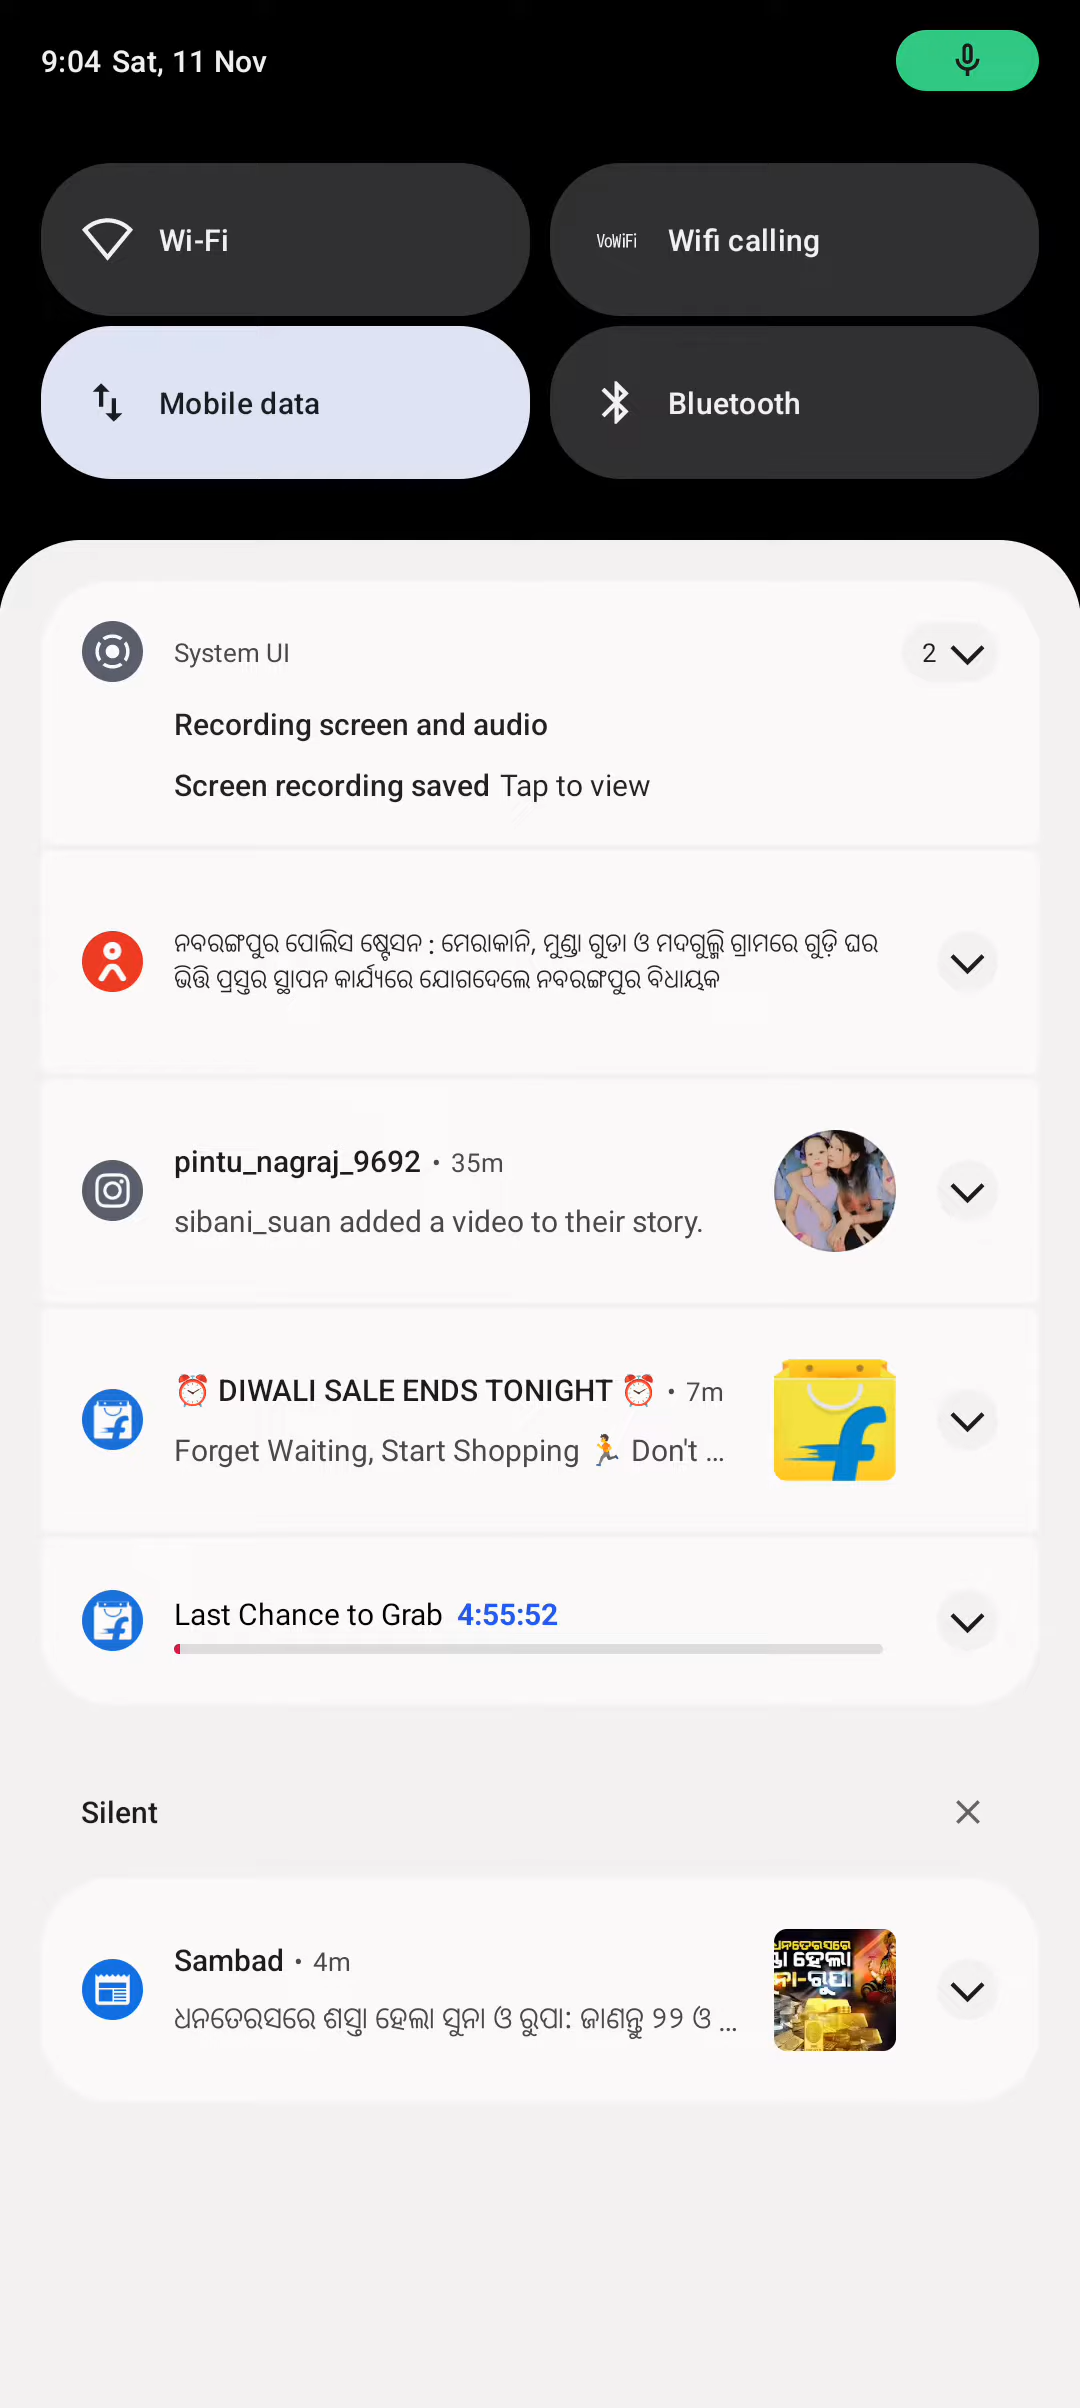 9:04 Sat, 11 Nov
Wi-Fi
VoWiFi Wifi calling
Mobile data
Bluetooth
System UI
2
Recording screen and audio
Screen recording saved Tap to view
ନବରଙ୍ଗପୁର ପୋଲିସ ଷ୍ଟେସନ : ମେରାକାନି, ମୁଣ୍ଡା ଗୁଡା ଓ ମଦଗୁଲ୍ମି ଗ୍ରାମରେ ଗୁଡ଼ି ଘର
ଭିତ୍ତି ପ୍ରସ୍ତର ସ୍ଥାପନ କାର୍ଯ୍ୟରେ ଯୋଗଦେଲେ ନବରଙ୍ଗପୁର ବିଧାୟକ
pintu_nagraj_9692 • 35m
sibani_suan added a video to their story.
⏰ DIWALI SALE ENDS TONIGHT ⏰ • 7m
Forget Waiting, Start Shopping 🏃 Don't ...
Last Chance to Grab 4:55:52
Silent
Sambad • 4m
ଧନତେରସରେ ଶସ୍ତା ହେଲା ସୁନା ଓ ରୁପା: ଜାଣନ୍ତୁ ୨୨ ଓ ...
ଧନତେରସରେ
ହେଲା
ରୁପା